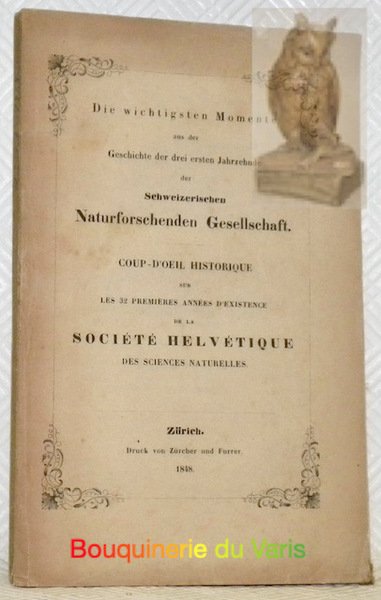 Die wichtigsten Momente
aus der
Geschichte der drei ersten Jahrzehnde
der
Schweizerischen
Naturforschenden Gesellschaft.
COUP-D'OEIL HISTORIQUE
SUR
LES 32 PREMIÈRES ANNÉES D'EXISTENCE
DE LA
SOCIÉTÉ HELVÉTIQUE
DES SCIENCES NATURELLES.
Zürich.
Druck von Zürcher und Furrer.
1848.
Bouquinerie du Varis